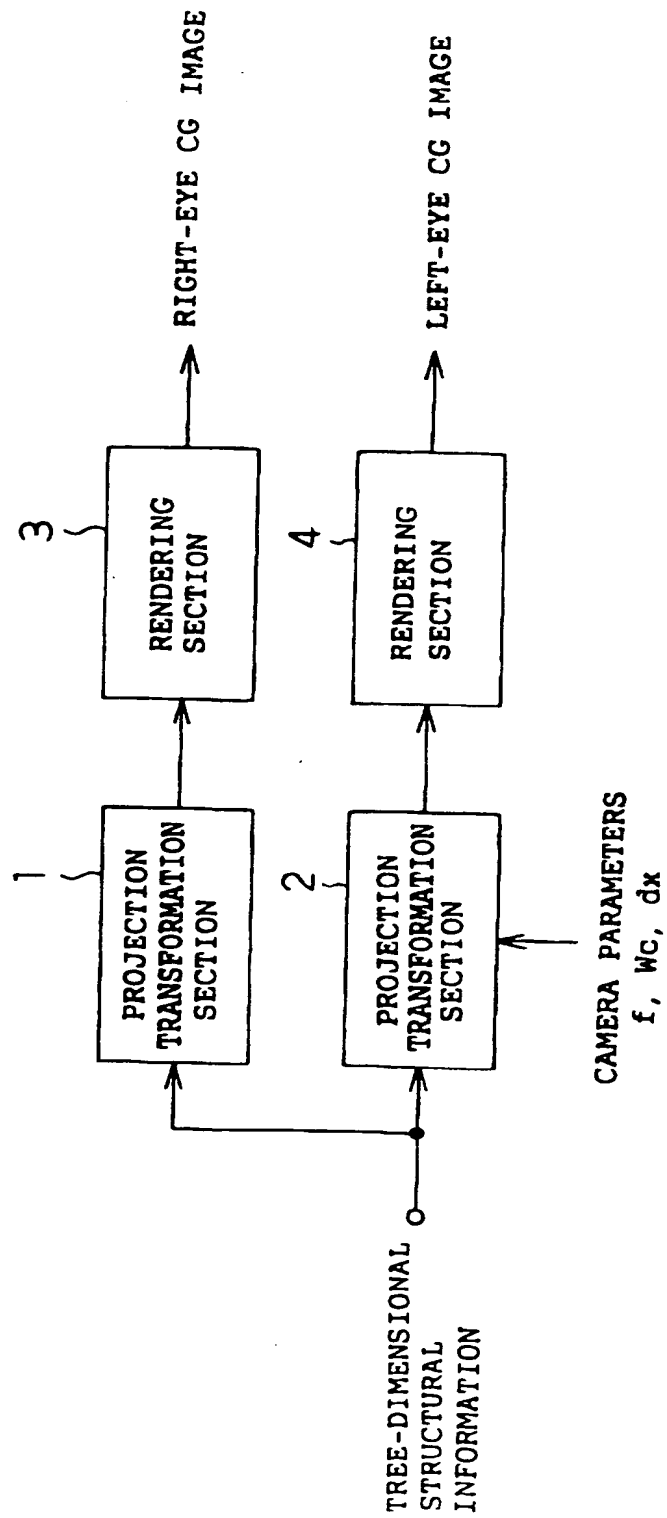 TREE-DIMENSIONAL
STRUCTURAL
INFORMATION
1
PROJECTION
TRANSFORMATION
SECTION
3
RENDERING
SECTION
RIGHT-EYE CG IMAGE
2
PROJECTION
TRANSFORMATION
SECTION
4
RENDERING
SECTION
LEFT-EYE CG IMAGE
CAMERA PARAMETERS
f, Wc, dx